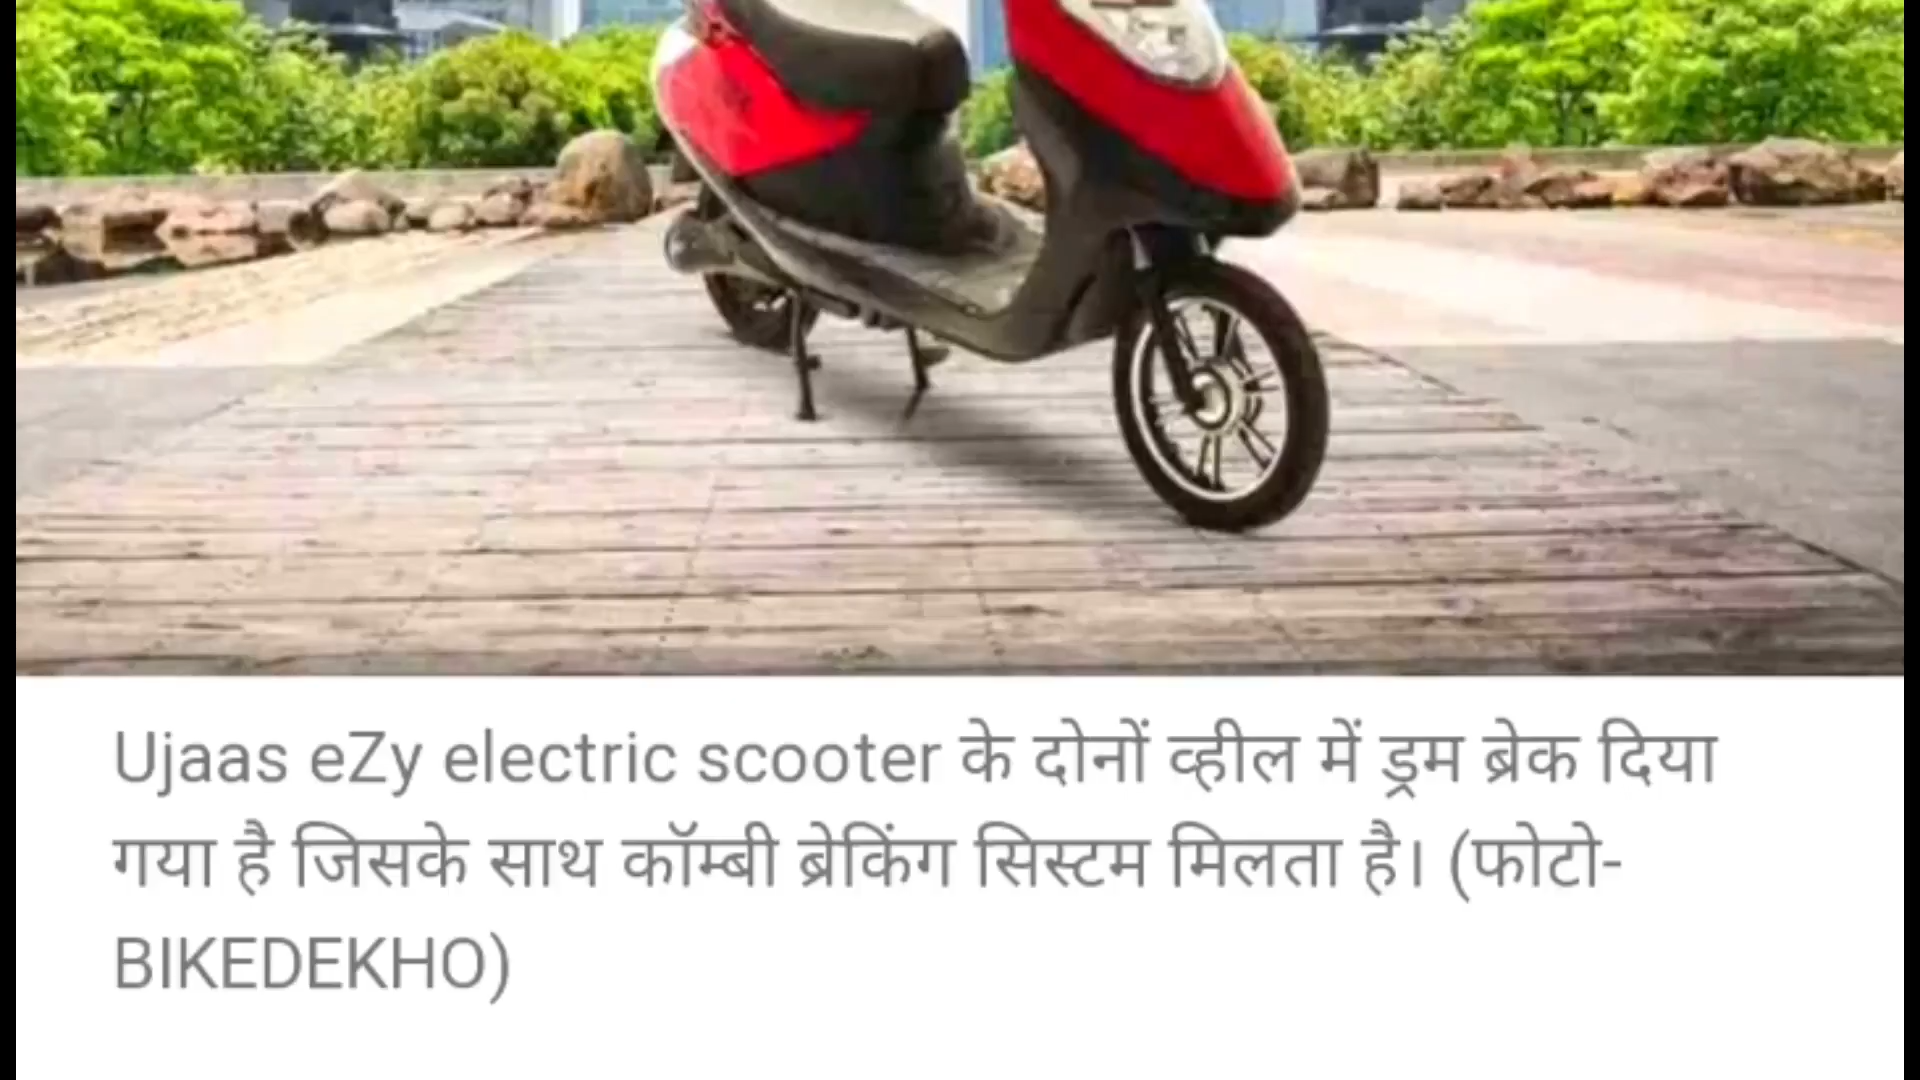 Ujaas eZy electric scooter के दोनों व्हील में ड्रम ब्रेक दिया
गया है जिसके साथ कॉम्बी ब्रेकिंग सिस्टम मिलता है। (फोटो-
BIKEDEKHO)